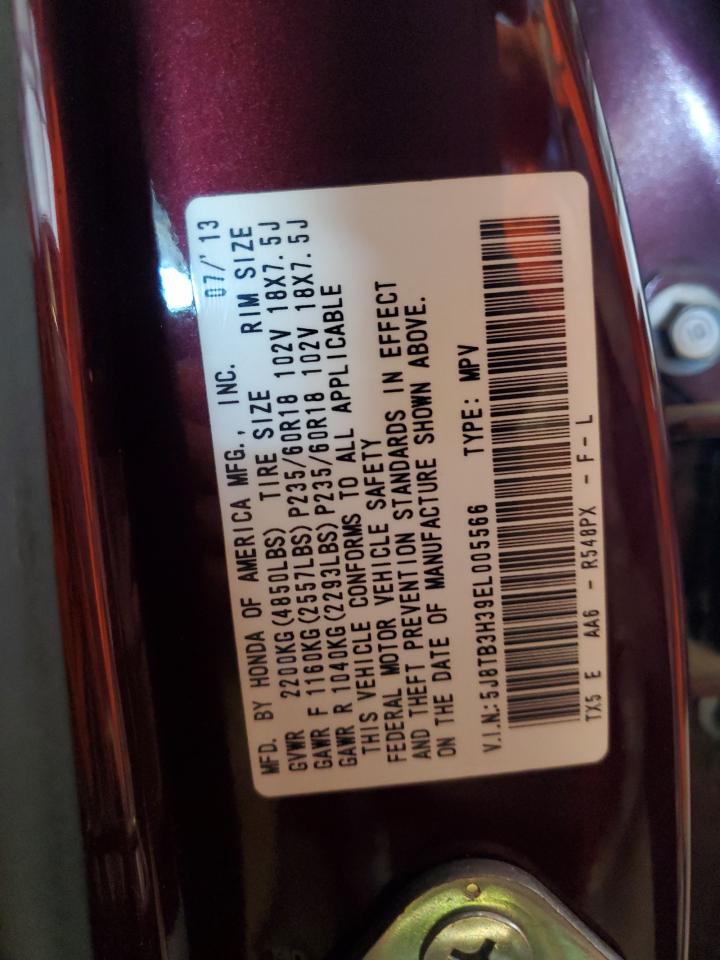 MFD. BY HONDA OF AMERICA MFG., INC. 07/'13
GVWR 2200KG(4850LBS) TIRE SIZE RIM SIZE
GAWR F 1160KG(2557LBS) P235/60R18 102V 18X7.5J
GAWR R 1040KG(2293LBS) P235/60R18 102V 18X7.5J
THIS VEHICLE CONFORMS TO ALL APPLICABLE
FEDERAL MOTOR VEHICLE SAFETY
AND THEFT PREVENTION STANDARDS IN EFFECT
ON THE DATE OF MANUFACTURE SHOWN ABOVE.
V.I.N.: 5J8TB3H39EL005566 TYPE: MPV
TX5 E AA6 - R548PX - F - L